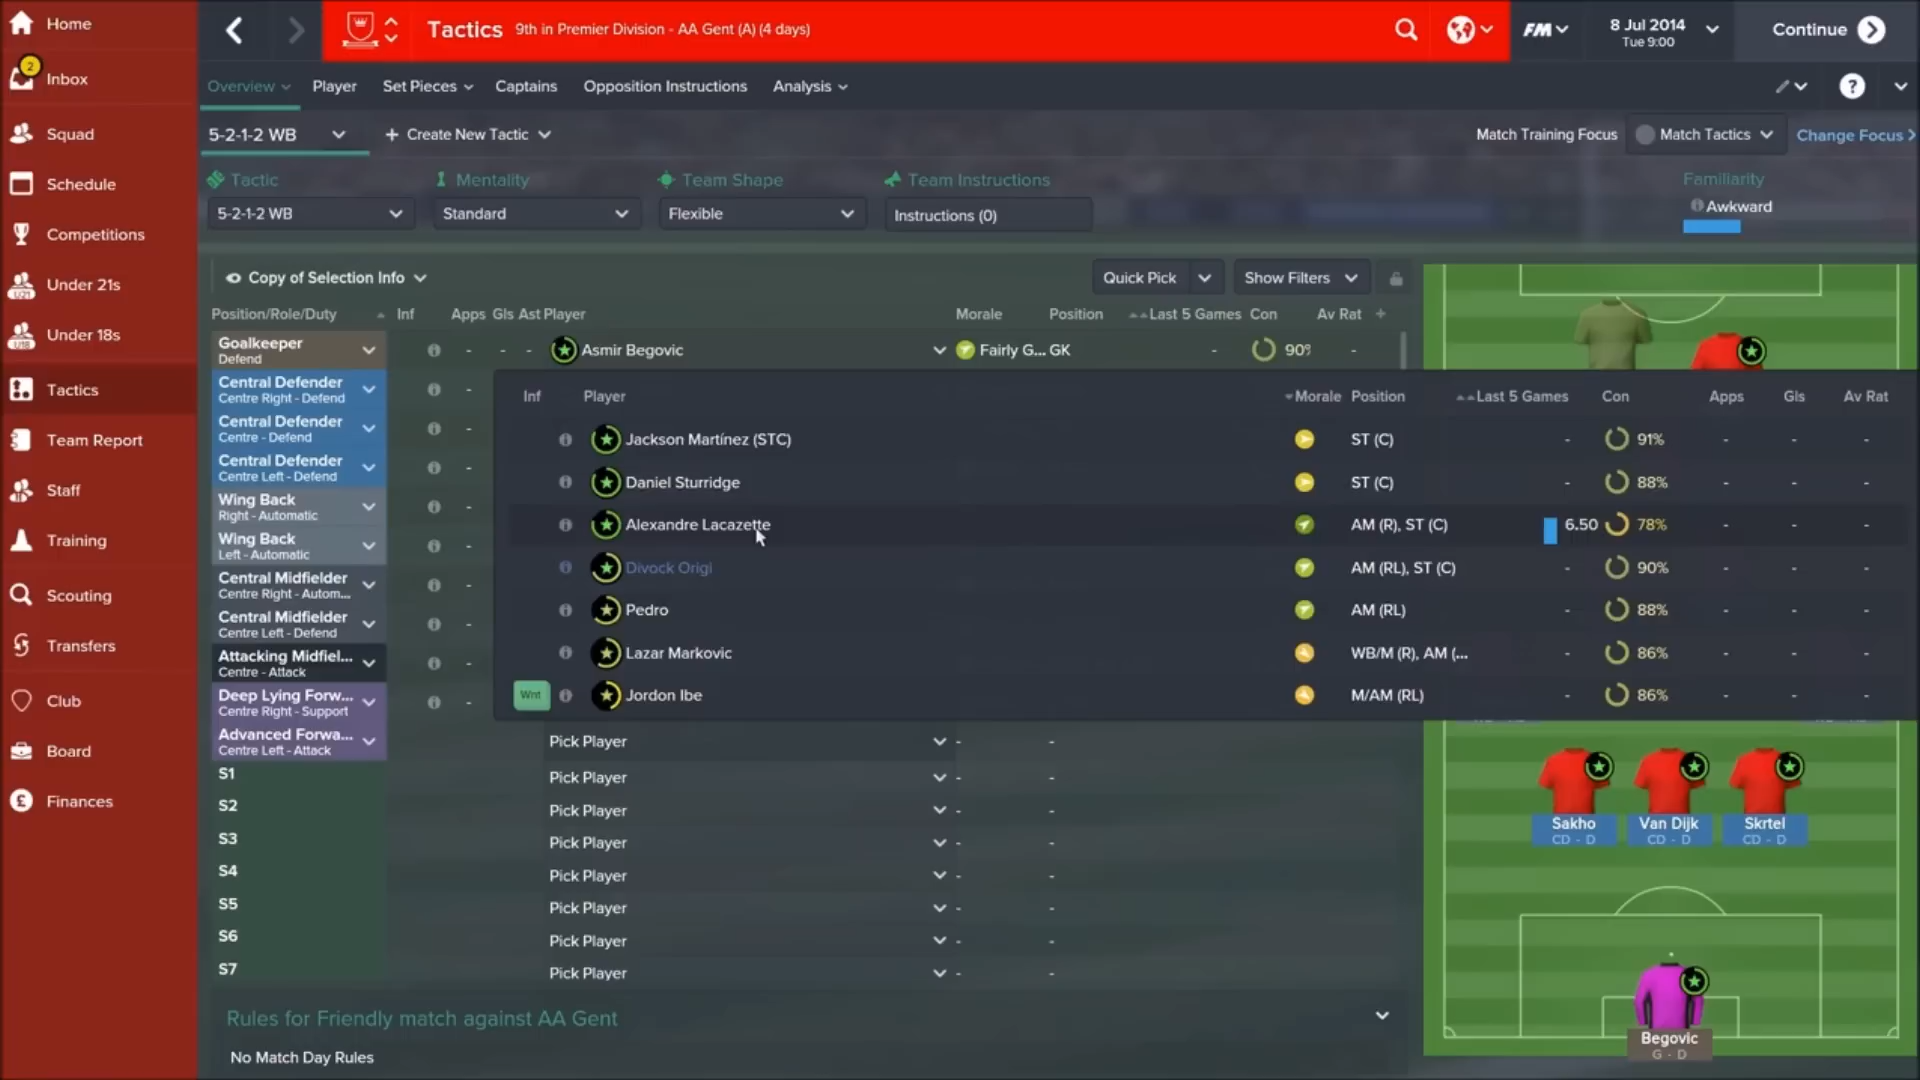 Home
Tactics 9th in Premier Division - AA Gent (A) (4 days)
FM
8 Jul 2014
Tue 9:00
Continue
2
Inbox
Overview Player Set Pieces Captains Opposition Instructions Analysis
?
Squad
5-2-1-2 WB + Create New Tactic
Match Training Focus Match Tactics Change Focus >
Schedule
Tactic Mentality Team Shape Team Instructions
Familiarity
5-2-1-2 WB Standard Flexible Instructions (0)
Awkward
Competitions
U21
Under 21s
U18
Under 18s
Tactics
Team Report
Staff
Training
Scouting
Transfers
Club
Board
£ Finances
Copy of Selection Info Quick Pick Show Filters
Position/Role/Duty Inf Apps Gls Ast Player Morale Position Last 5 Games Con Av Rat +
Goalkeeper
Defend
- - - Asmir Begovic Fairly G... GK - 90% -
Central Defender
Centre Right - Defend
-
Central Defender
Centre - Defend
-
Central Defender
Centre Left - Defend
-
Wing Back
Right - Automatic
-
Wing Back
Left - Automatic
-
Central Midfielder
Centre Right - Autom...
-
Central Midfielder
Centre Left - Defend
-
Attacking Midfiel...
Centre - Attack
-
Deep Lying Forw...
Centre Right - Support
-
Advanced Forwa...
Centre Left - Attack
Inf Player Morale Position Last 5 Games Con Apps Gls Av Rat
Jackson Martínez (STC) ST (C) - 91% - - -
Daniel Sturridge ST (C) - 88% - - -
Alexandre Lacazette AM (R), ST (C) 6.50 78% - - -
Divock Origi AM (RL), ST (C) - 90% - - -
Pedro AM (RL) - 88% - - -
Lazar Markovic WB/M (R), AM (... - 86% - - -
Wnt Jordon Ibe M/AM (RL) - 86% - - -
Pick Player - -
S1 Pick Player - -
S2 Pick Player - -
S3 Pick Player - -
S4 Pick Player - -
S5 Pick Player - -
S6 Pick Player - -
S7 Pick Player - -
Sakho
CD - D
Van Dijk
CD - D
Skrtel
CD - D
Begovic
G - D
Rules for Friendly match against AA Gent
No Match Day Rules